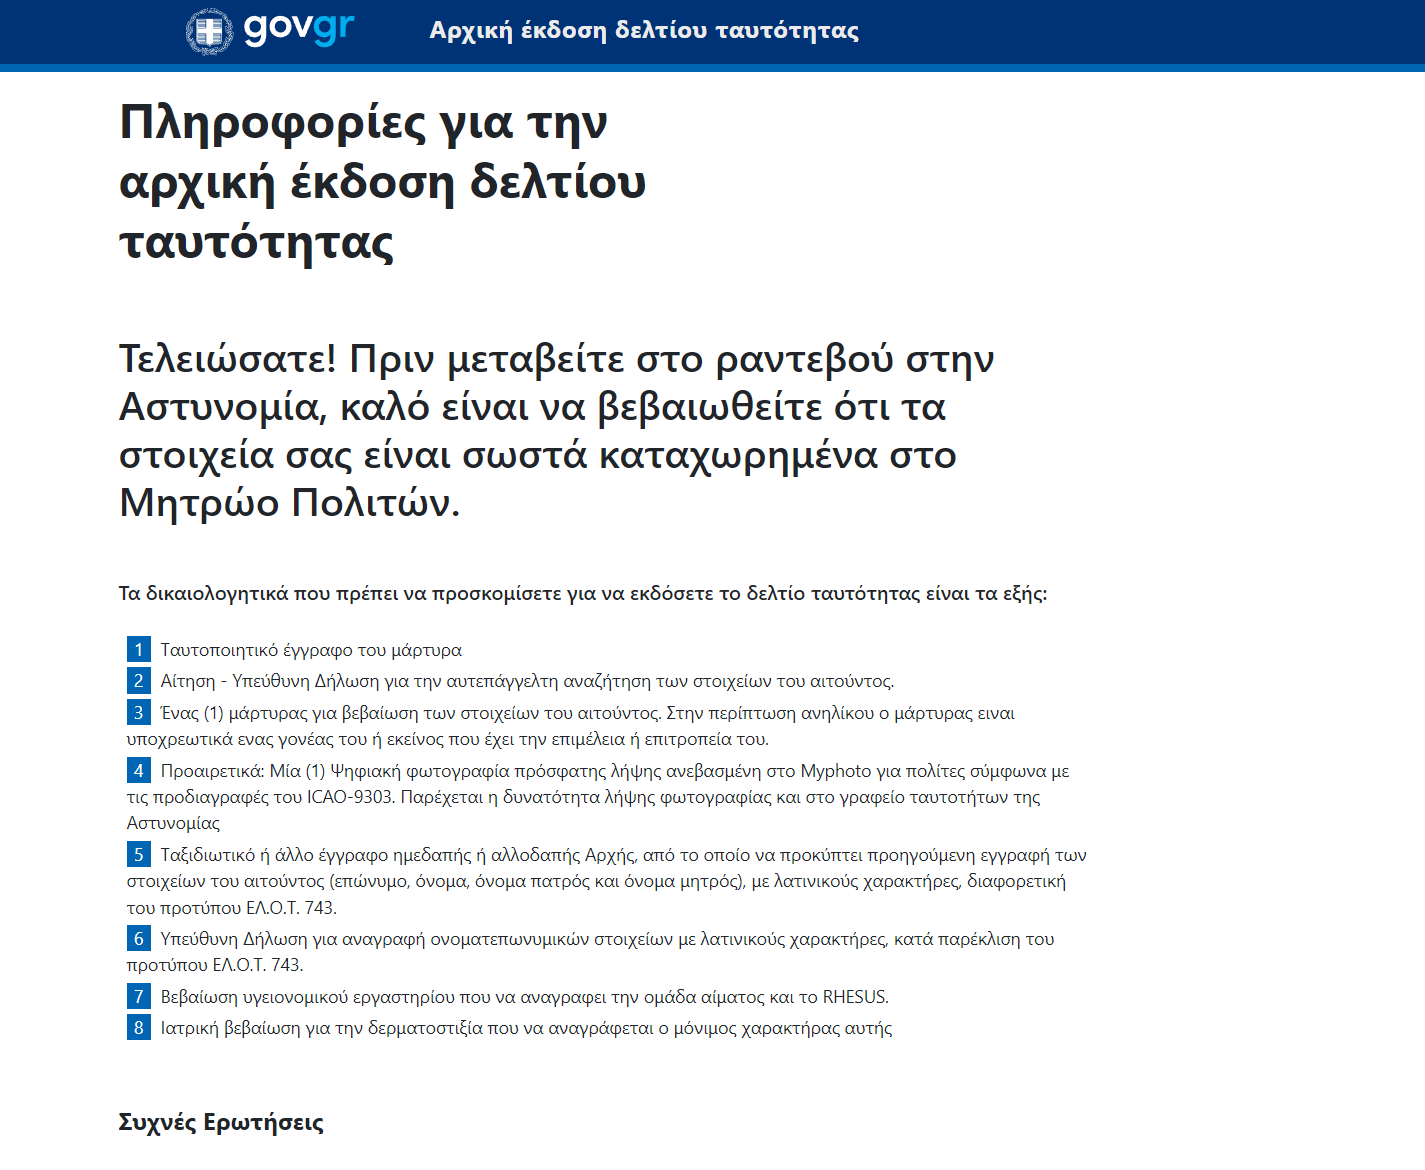 govgr
Αρχική έκδοση δελτίου ταυτότητας
Πληροφορίες για την
αρχική έκδοση δελτίου
ταυτότητας
Τελειώσατε! Πριν μεταβείτε στο ραντεβού στην
Αστυνομία, καλό είναι να βεβαιωθείτε ότι τα
στοιχεία σας είναι σωστά καταχωρημένα στο
Μητρώο Πολιτών.
Τα δικαιολογητικά που πρέπει να προσκομίσετε για να εκδόσετε το δελτίο ταυτότητας είναι τα εξής:
1 Ταυτοποιητικό έγγραφο του μάρτυρα
2 Αίτηση - Υπεύθυνη Δήλωση για την αυτεπάγγελτη αναζήτηση των στοιχείων του αιτούντος.
3 Ένας (1) μάρτυρας για βεβαίωση των στοιχείων του αιτούντος. Στην περίπτωση ανηλίκου ο μάρτυρας ειναι
υποχρεωτικά ενας γονέας του ή εκείνος που έχει την επιμέλεια ή επιτροπεία του.
4 Προαιρετικά: Μία (1) Ψηφιακή φωτογραφία πρόσφατης λήψης ανεβασμένη στο Myphoto για πολίτες σύμφωνα με
τις προδιαγραφές του ICAO-9303. Παρέχεται η δυνατότητα λήψης φωτογραφίας και στο γραφείο ταυτοτήτων της
Αστυνομίας
5 Ταξιδιωτικό ή άλλο έγγραφο ημεδαπής ή αλλοδαπής Αρχής, από το οποίο να προκύπτει προηγούμενη εγγραφή των
στοιχείων του αιτούντος (επώνυμο, όνομα, όνομα πατρός και όνομα μητρός), με λατινικούς χαρακτήρες, διαφορετική
του προτύπου ΕΛ.Ο.Τ. 743.
6 Υπεύθυνη Δήλωση για αναγραφή ονοματεπωνυμικών στοιχείων με λατινικούς χαρακτήρες, κατά παρέκλιση του
προτύπου ΕΛ.Ο.Τ. 743.
7 Βεβαίωση υγειονομικού εργαστηρίου που να αναγραφει την ομάδα αίματος και το RHESUS.
8 Ιατρική βεβαίωση για την δερματοστιξία που να αναγράφεται ο μόνιμος χαρακτήρας αυτής
Συχνές Ερωτήσεις